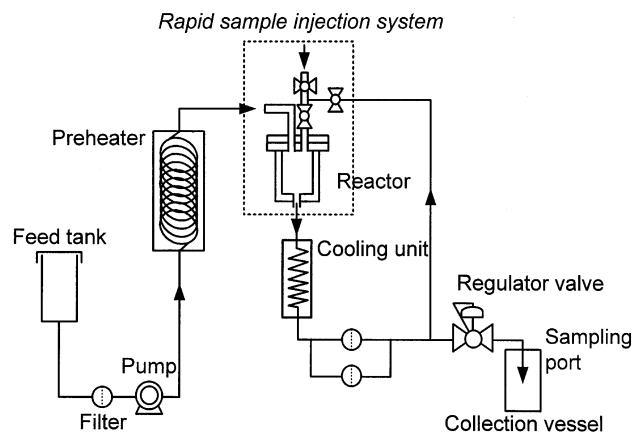 Rapid sample injection system
Preheater
Reactor
Feed tank
Cooling unit
Regulator valve
Sampling
port
Pump
Filter
Collection vessel